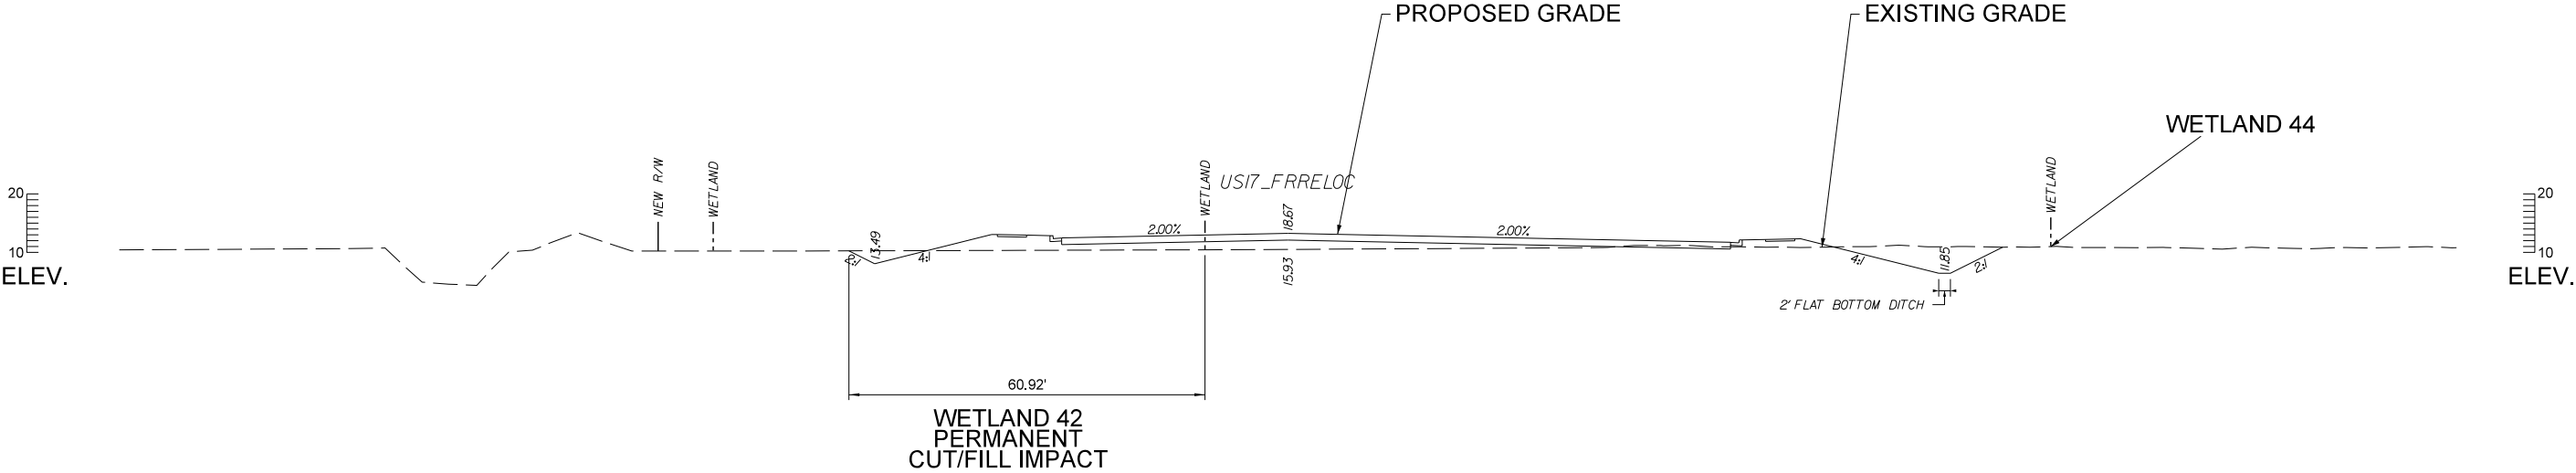 PROPOSED GRADE
EXISTING GRADE
WETLAND 44
NEW R/W
WETLAND
WETLAND
US17_FRRELOC
WETLAND
20
10
ELEV.
20
10
ELEV.
2:1
13.49
4:1
2.00%
18.67
15.93
2.00%
4:1
11.85
2:1
2' FLAT BOTTOM DITCH
60.92'
WETLAND 42
PERMANENT
CUT/FILL IMPACT